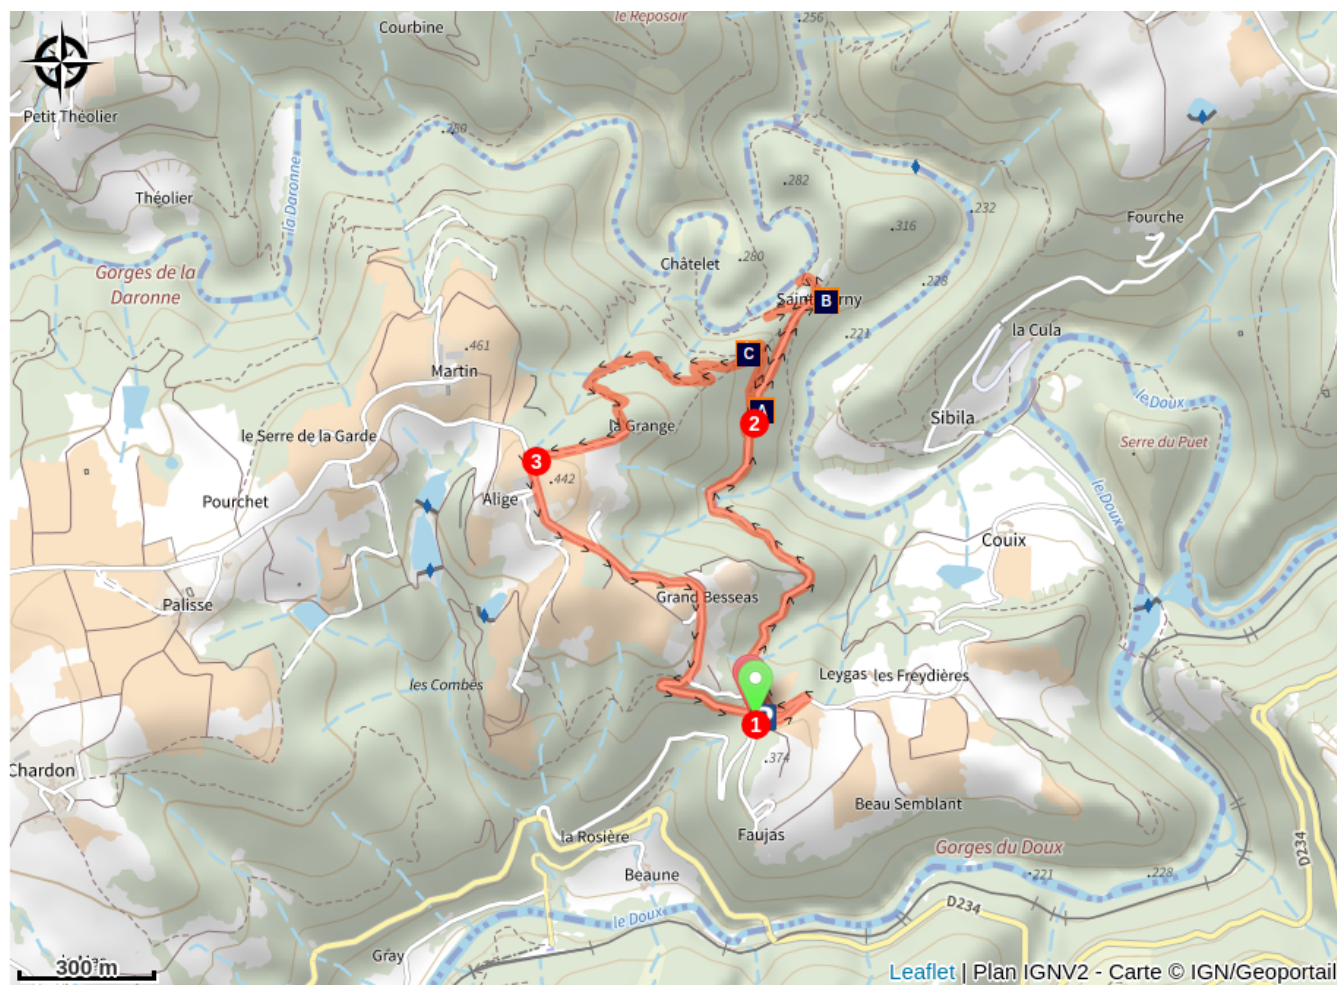 le Reposoir
Courbine
.256
Petit Théolier
.260
Théolier
la Daronne
.282
.232
.316
Fourche
Châtelet
.280
Gorges de la
Daronne
.228
B
.221
la Cula
.461
C
Martin
le Doux
A
2
Sibila
la Grange
le Serre de la Garde
Serre du Puet
3
.442
Alige
Pourchet
le Doux
Couix
Grand Besseas
Palisse
Leygas
les Freydières
les Combes
1
.374
Chardon
Beau Semblant
la Rosière
Faujas
Gorges du Doux
D234
Beaune
.221
.228
le Doux
D234
Gray
300 m
Leaflet | Plan IGNV2 - Carte © IGN/Geoportail